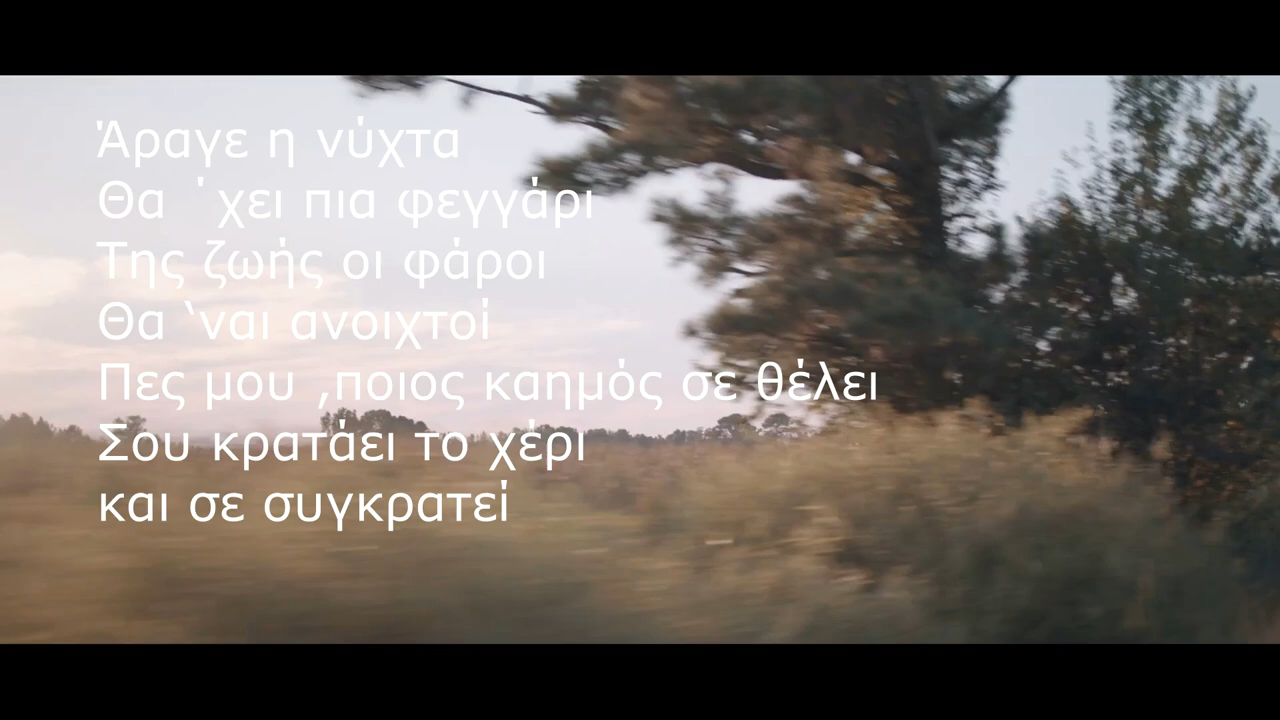 Άραγε η νύχτα
Θα ΄χει πια φεγγάρι
Της ζωής οι φάροι
Θα ‘ναι ανοιχτοί
Πες μου ,ποιος καημός σε θέλει
Σου κρατάει το χέρι
και σε συγκρατεί